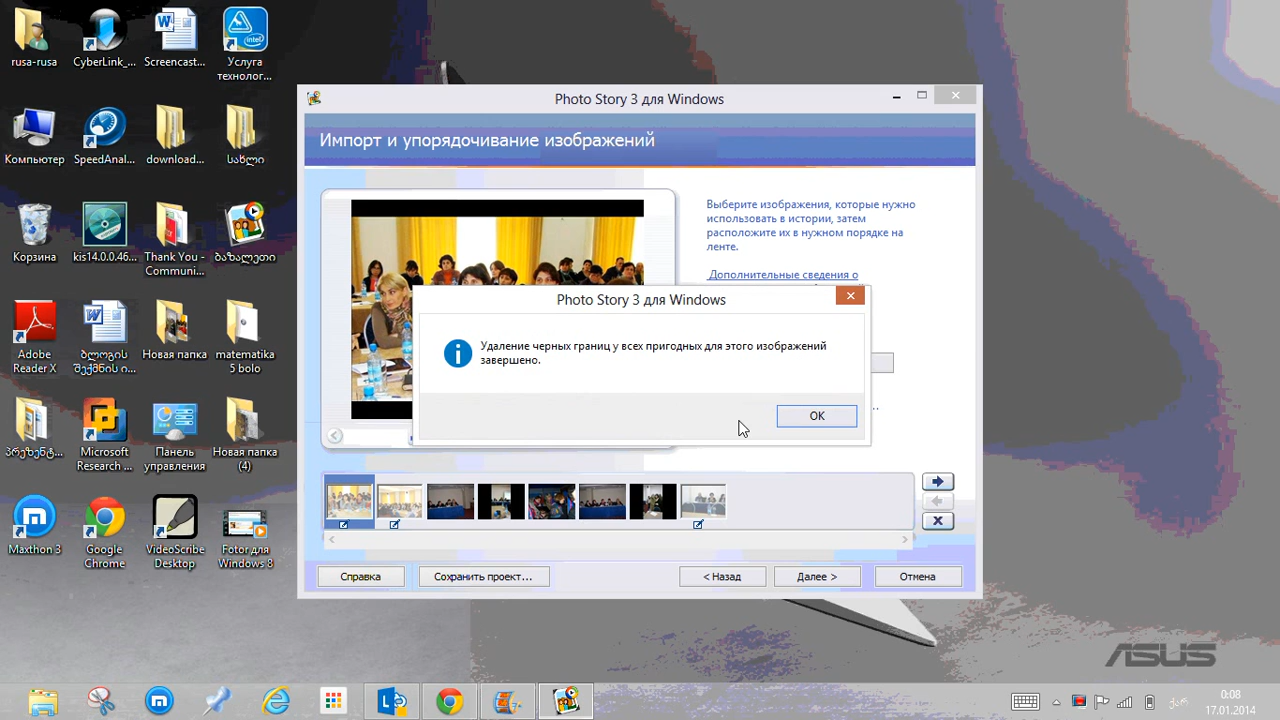 rusa-rusa
CyberLink_...
Screencast...
Услуга
технолог...
Компьютер
SpeedAnal...
download...
სახლი
Корзина
kis14.0.0.46...
Thank You -
Communi...
ბაზალეთი
Adobe
Reader X
ბლოგის
შექმნის ი...
Новая папка
matematika
5 bolo
პრეზენტ...
Microsoft
Research ...
Панель
управления
Новая папка
(4)
Maxthon 3
Google
Chrome
VideoScribe
Desktop
Fotor для
Windows 8
Photo Story 3 для Windows
Импорт и упорядочивание изображений
Выберите изображения, которые нужно
использовать в истории, затем
расположите их в нужном порядке на
ленте.
Дополнительные сведения о
Photo Story 3 для Windows
Удаление черных границ у всех пригодных для этого изображений
завершено.
OK
Справка
Сохранить проект...
< Назад
Далее >
Отмена
ASUS
0:08
17.01.2014